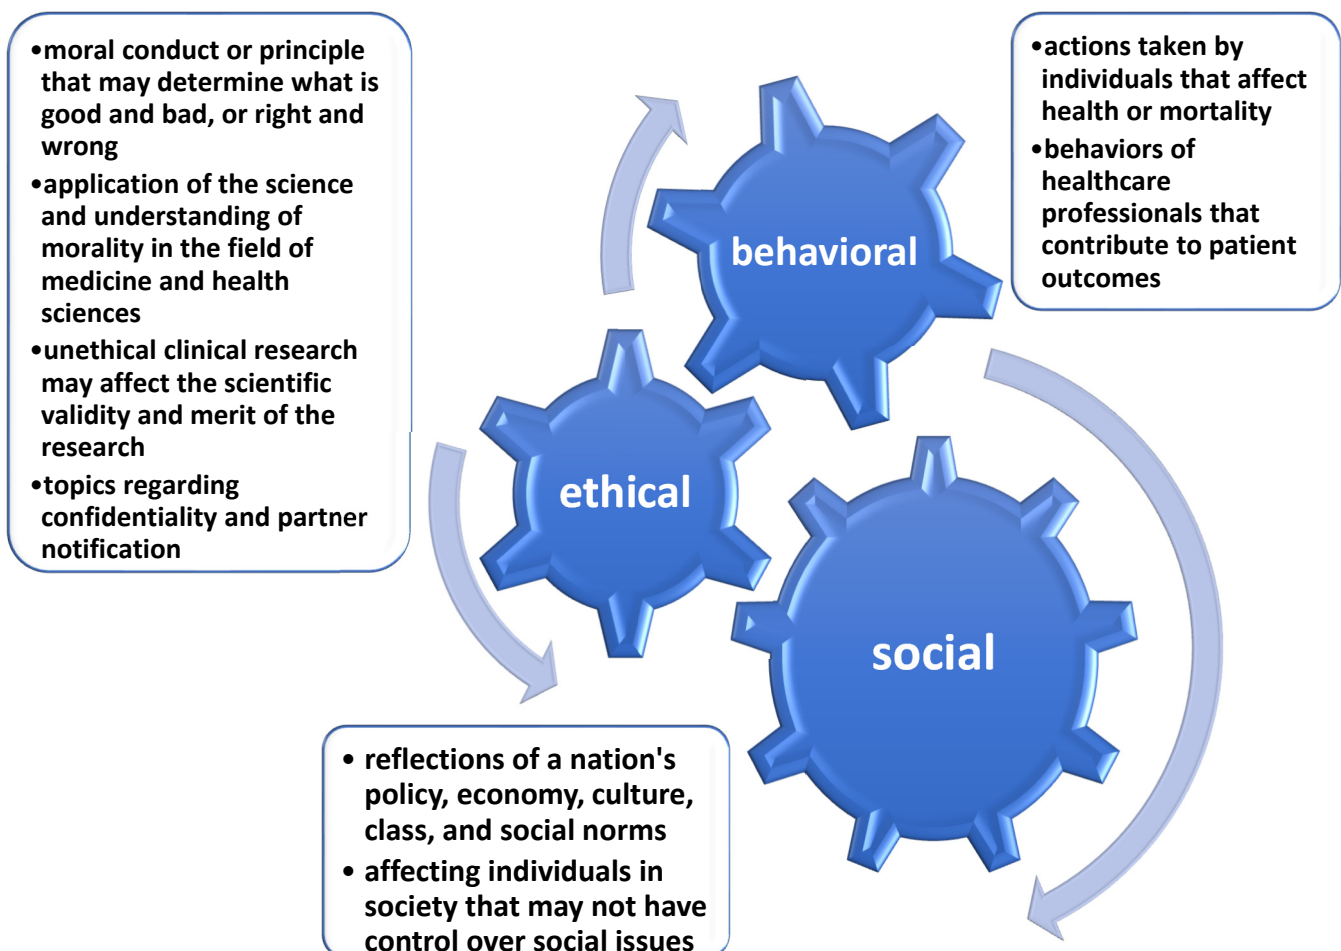 •moral conduct or principle
that may determine what is
good and bad, or right and
wrong
•application of the science
and understanding of
morality in the field of
medicine and health
sciences
•unethical clinical research
may affect the scientific
validity and merit of the
research
•topics regarding
confidentiality and partner
notification
•actions taken by
individuals that affect
health or mortality
•behaviors of
healthcare
professionals that
contribute to patient
outcomes
behavioral
ethical
social
• reflections of a nation's
policy, economy, culture,
class, and social norms
• affecting individuals in
society that may not have
control over social issues